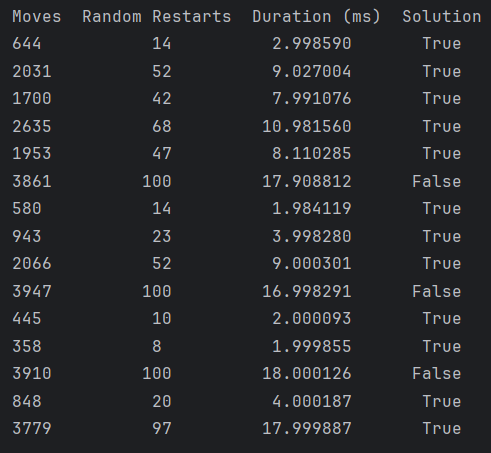 Moves  Random Restarts  Duration (ms)  Solution
644           14          2.998590       True
2031          52          9.027004       True
1700          42          7.991076       True
2635          68         10.981560       True
1953          47          8.110285       True
3861         100         17.908812      False
580           14          1.984119       True
943           23          3.998280       True
2066          52          9.000301       True
3947         100         16.998291      False
445           10          2.000093       True
358           8           1.999855       True
3910         100         18.000126      False
848           20          4.000187       True
3779          97         17.999887       True